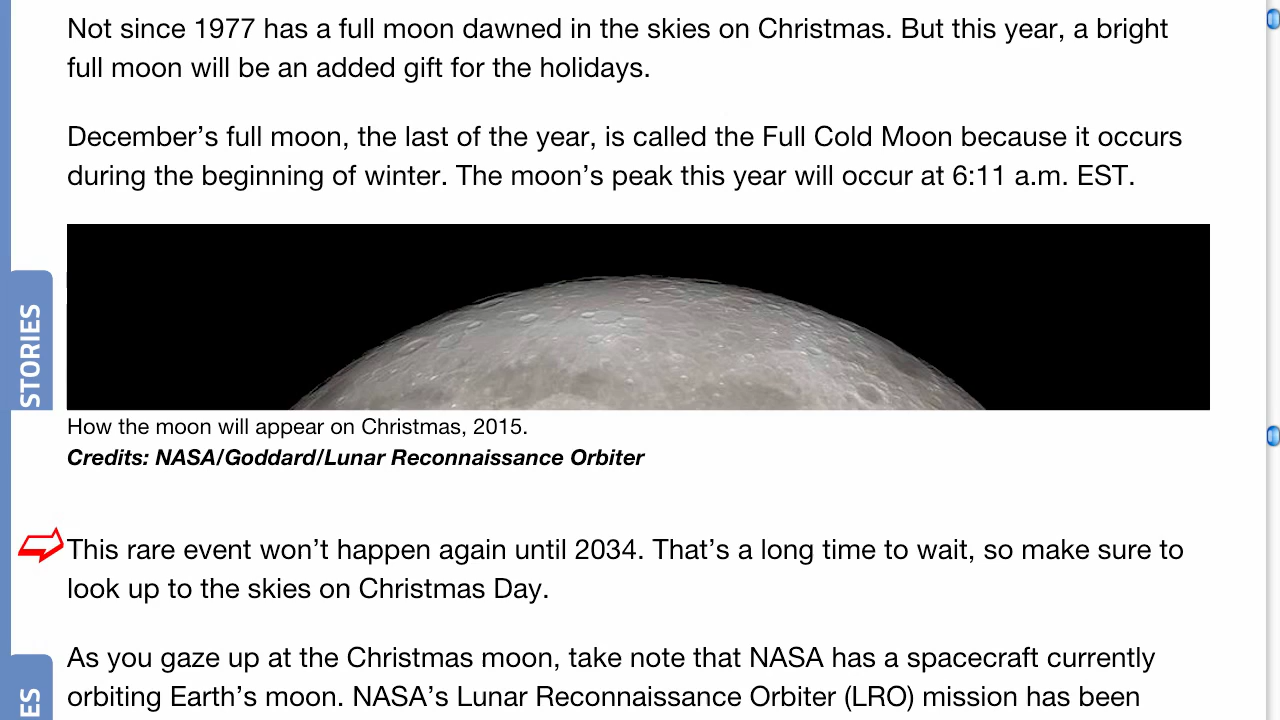 Not since 1977 has a full moon dawned in the skies on Christmas. But this year, a bright
full moon will be an added gift for the holidays.
December’s full moon, the last of the year, is called the Full Cold Moon because it occurs
during the beginning of winter. The moon’s peak this year will occur at 6:11 a.m. EST.
STORIES
How the moon will appear on Christmas, 2015.
Credits: NASA/Goddard/Lunar Reconnaissance Orbiter
This rare event won’t happen again until 2034. That’s a long time to wait, so make sure to
look up to the skies on Christmas Day.
As you gaze up at the Christmas moon, take note that NASA has a spacecraft currently
orbiting Earth’s moon. NASA’s Lunar Reconnaissance Orbiter (LRO) mission has been
ES